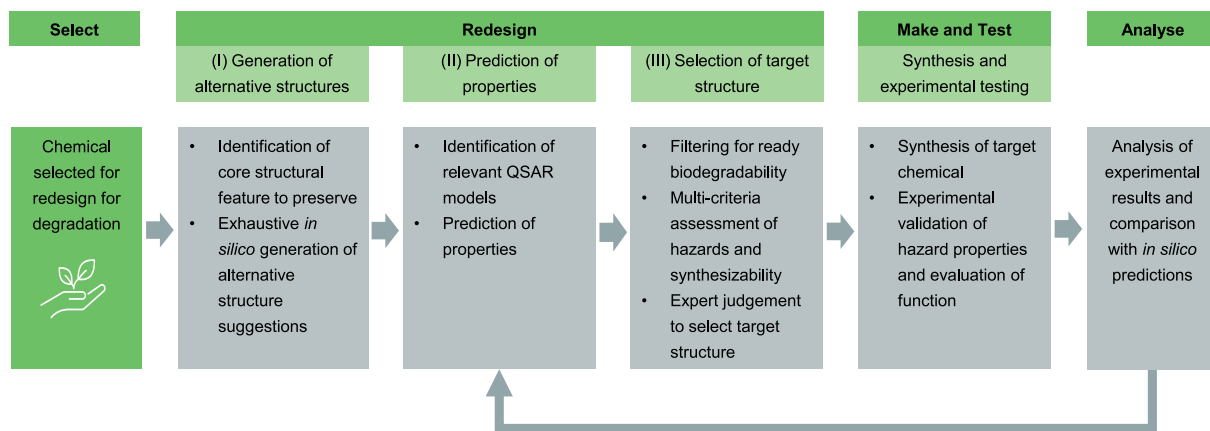 Select
Redesign
Make and Test
Analyse
(I) Generation of
alternative structures
(II) Prediction of
properties
(III) Selection of target
structure
Synthesis and
experimental testing
Chemical
selected for
redesign for
degradation
• Identification of
core structural
feature to preserve
• Exhaustive in
silico generation of
alternative
structure
suggestions
• Identification of
relevant QSAR
models
• Prediction of
properties
• Filtering for ready
biodegradability
• Multi-criteria
assessment of
hazards and
synthesizability
• Expert judgement
to select target
structure
• Synthesis of target
chemical
• Experimental
validation of
hazard properties
and evaluation of
function
Analysis of
experimental
results and
comparison
with in silico
predictions